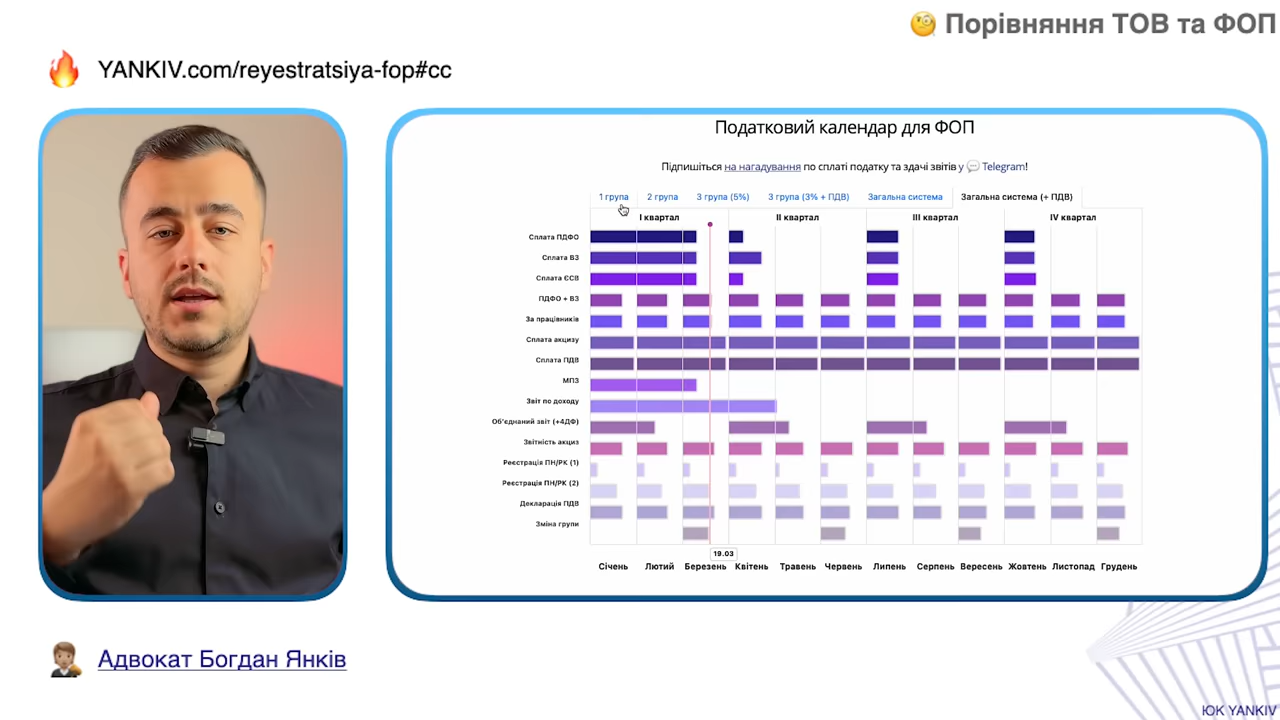 🧐 Порівняння ТОВ та ФОП
🔥 YANKIV.com/reyestratsiya-fop#cc
Податковий календар для ФОП
Підпишіться на нагадування по сплаті податку та здачі звітів у 💬 Telegram!
1 група 2 група 3 група (5%) 3 група (3% + ПДВ) Загальна система Загальна система (+ ПДВ)
I квартал II квартал III квартал IV квартал
Сплата ПДФО
Сплата ВЗ
Сплата ЄСВ
ПДФО + ВЗ
За працівників
Сплата акцизу
Сплата ПДВ
МПЗ
Звіт по доходу
Об'єднаний звіт (+4ДФ)
Звітність акциз
Реєстрація ПН/РК (1)
Реєстрація ПН/РК (2)
Декларація ПДВ
Зміна групи
19.03
Січень Лютий Березень Квітень Травень Червень Липень Серпень Вересень Жовтень Листопад Грудень
Адвокат Богдан Янків
ЮК YANKIV